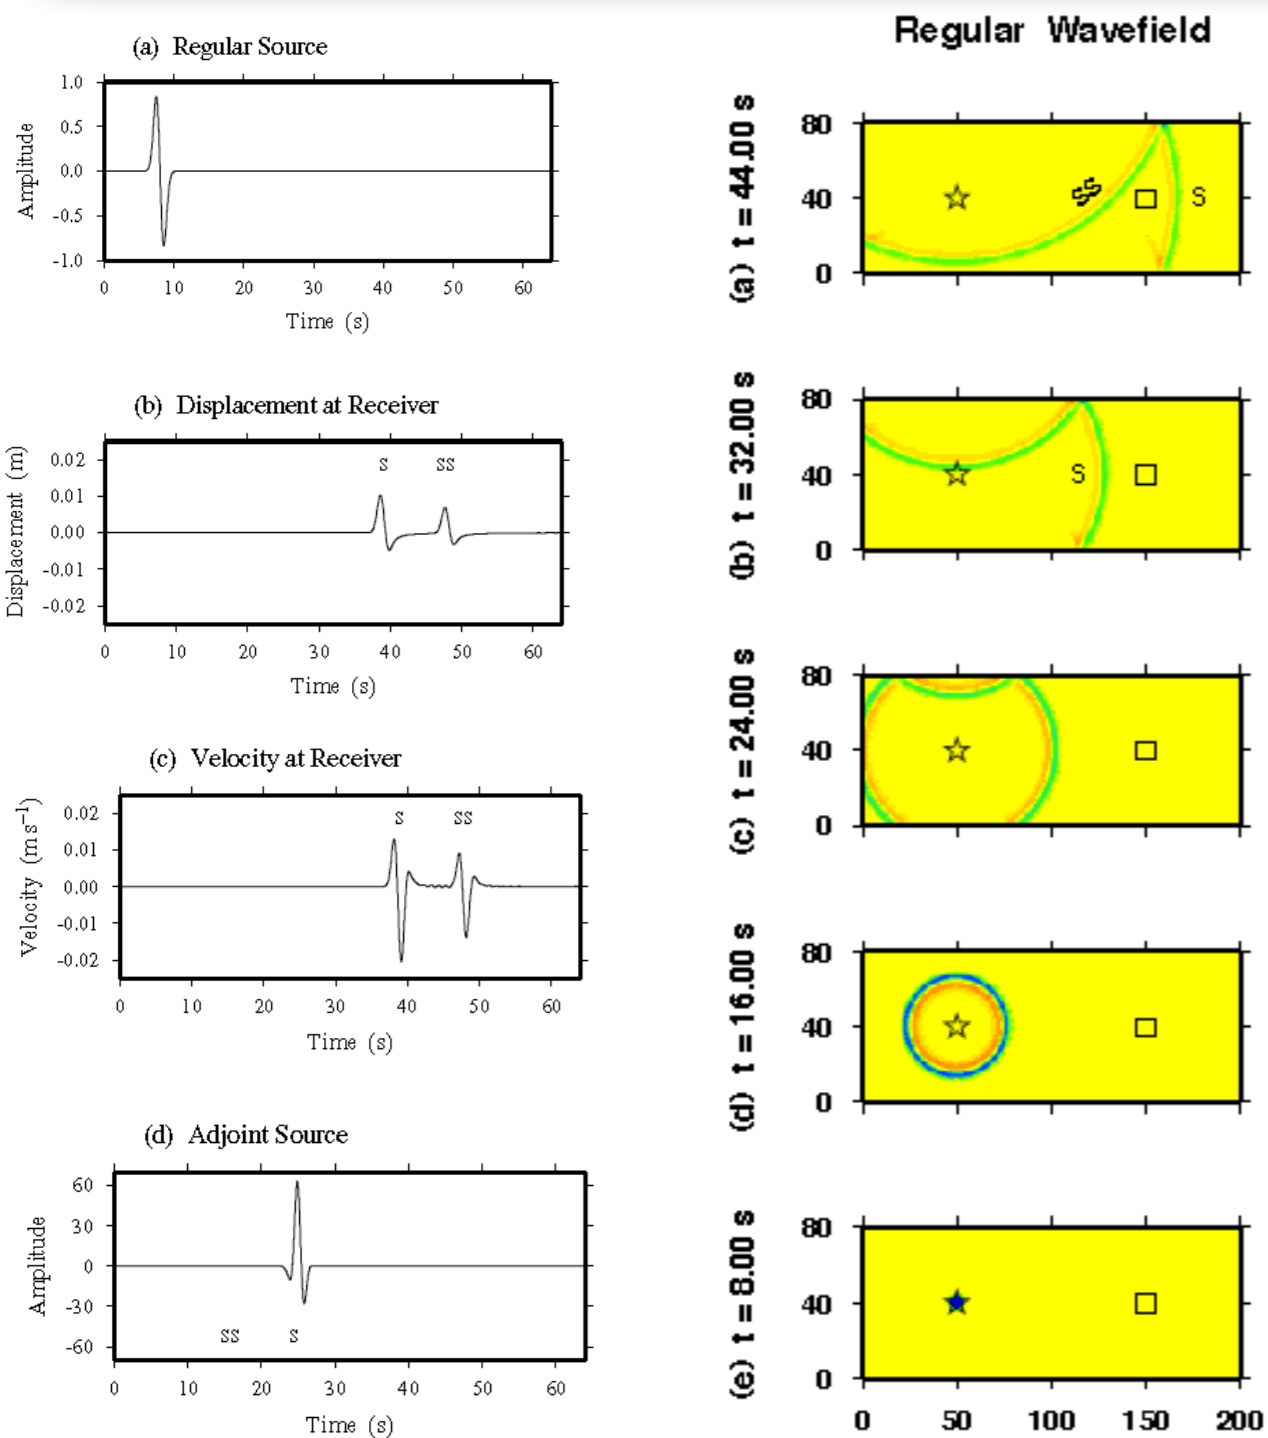 (a) Regular Source
Amplitude
1.0
0.5
0.0
-0.5
-1.0
0 10 20 30 40 50 60
Time (s)
(b) Displacement at Receiver
Displacement (m)
0.02
0.01
0.00
-0.01
-0.02
S SS
0 10 20 30 40 50 60
Time (s)
(c) Velocity at Receiver
Velocity (m s⁻¹)
0.02
0.01
0.00
-0.01
-0.02
S SS
0 10 20 30 40 50 60
Time (s)
(d) Adjoint Source
Amplitude
60
30
0
-30
-60
SS S
0 10 20 30 40 50 60
Time (s)
Regular Wavefield
(a) t = 44.00 s
80
40
0
SS
S
(b) t = 32.00 s
80
40
0
S
(c) t = 24.00 s
80
40
0
(d) t = 16.00 s
80
40
0
(e) t = 8.00 s
80
40
0
0 50 100 150 200